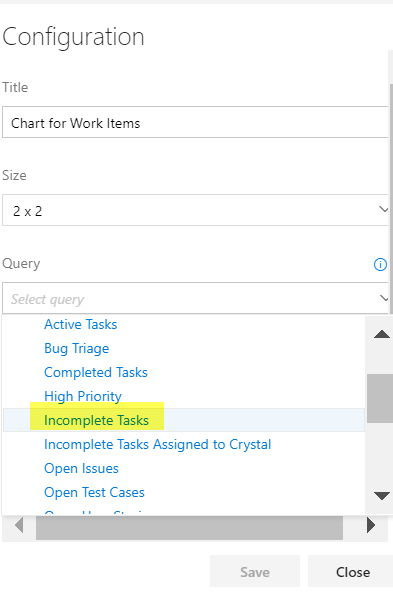 Configuration
Title
Chart for Work Items
Size
2 x 2
Query
Select query
Active Tasks
Bug Triage
Completed Tasks
High Priority
Incomplete Tasks
Incomplete Tasks Assigned to Crystal
Open Issues
Open Test Cases
Save Close